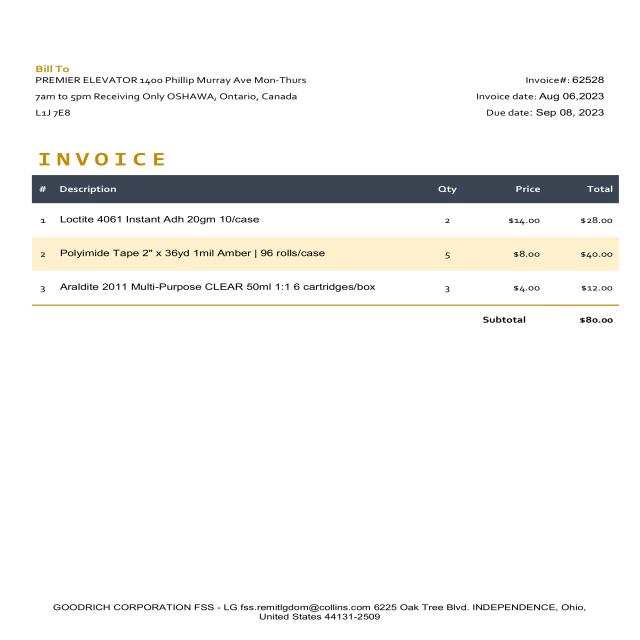 Bill To
PREMIER ELEVATOR 1400 Phillip Murray Ave Mon-Thurs
7am to 5pm Receiving Only OSHAWA, Ontario, Canada
L1J 7E8
Invoice#: 62528
Invoice date: Aug 06,2023
Due date: Sep 08, 2023
INVOICE
# Description Qty Price Total
1 Loctite 4061 Instant Adh 20gm 10/case 2 $14.00 $28.00
2 Polyimide Tape 2" x 36yd 1mil Amber | 96 rolls/case 5 $8.00 $40.00
3 Araldite 2011 Multi-Purpose CLEAR 50ml 1:1 6 cartridges/box 3 $4.00 $12.00
Subtotal $80.00
GOODRICH CORPORATION FSS - LG fss.remitlgdom@collins.com 6225 Oak Tree Blvd. INDEPENDENCE, Ohio,
United States 44131-2509